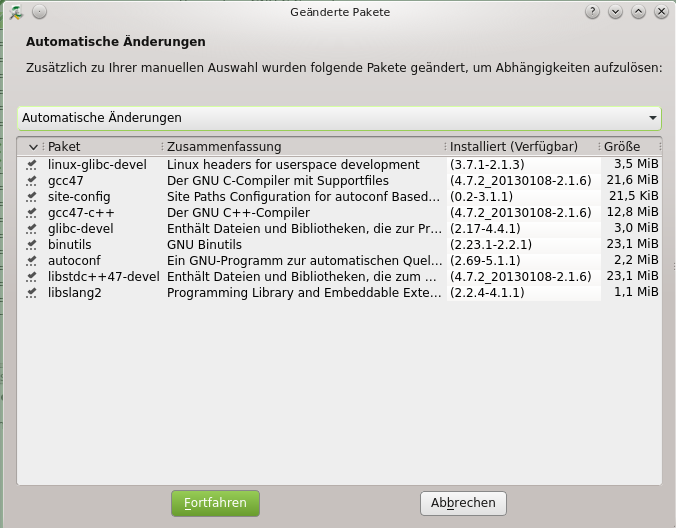 Geänderte Pakete
Automatische Änderungen
Zusätzlich zu Ihrer manuellen Auswahl wurden folgende Pakete geändert, um Abhängigkeiten aufzulösen:
Automatische Änderungen
Paket Zusammenfassung Installiert (Verfügbar) Größe
linux-glibc-devel Linux headers for userspace development (3.7.1-2.1.3) 3,5 MiB
gcc47 Der GNU C-Compiler mit Supportfiles (4.7.2_20130108-2.1.6) 21,6 MiB
site-config Site Paths Configuration for autoconf Based... (0.2-3.1.1) 21,5 KiB
gcc47-c++ Der GNU C++-Compiler (4.7.2_20130108-2.1.6) 12,8 MiB
glibc-devel Enthält Dateien und Bibliotheken, die zur Pr... (2.17-4.4.1) 3,0 MiB
binutils GNU Binutils (2.23.1-2.2.1) 23,1 MiB
autoconf Ein GNU-Programm zur automatischen Quel... (2.69-5.1.1) 2,2 MiB
libstdc++47-devel Enthält Dateien und Bibliotheken, die zum ... (4.7.2_20130108-2.1.6) 23,1 MiB
libslang2 Programming Library and Embeddable Exte... (2.2.4-4.1.1) 1,1 MiB
Fortfahren Abbrechen